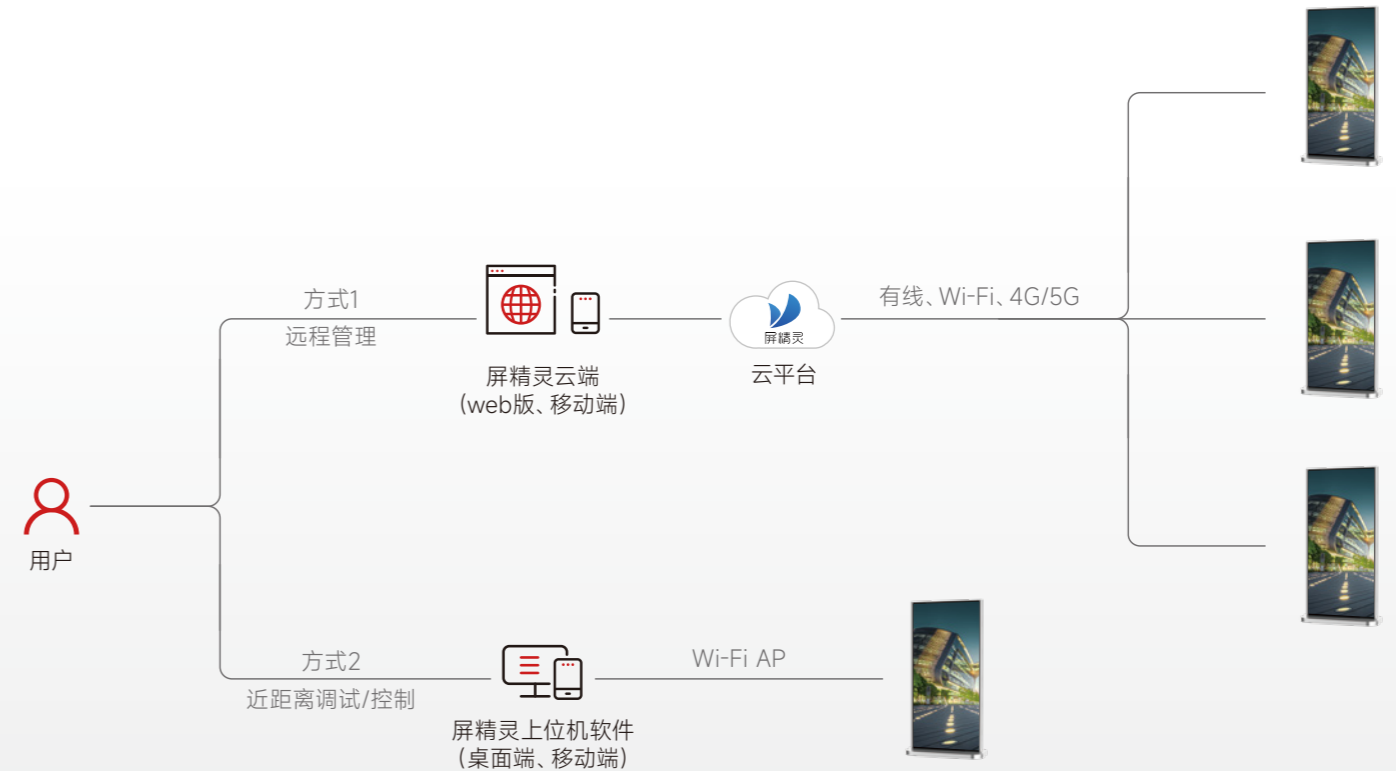 方式1
远程管理
屏精灵云端
(web版、移动端)
屏精灵
云平台
有线、Wi-Fi、4G/5G
用户
方式2
近距离调试/控制
屏精灵上位机软件
(桌面端、移动端)
Wi-Fi AP